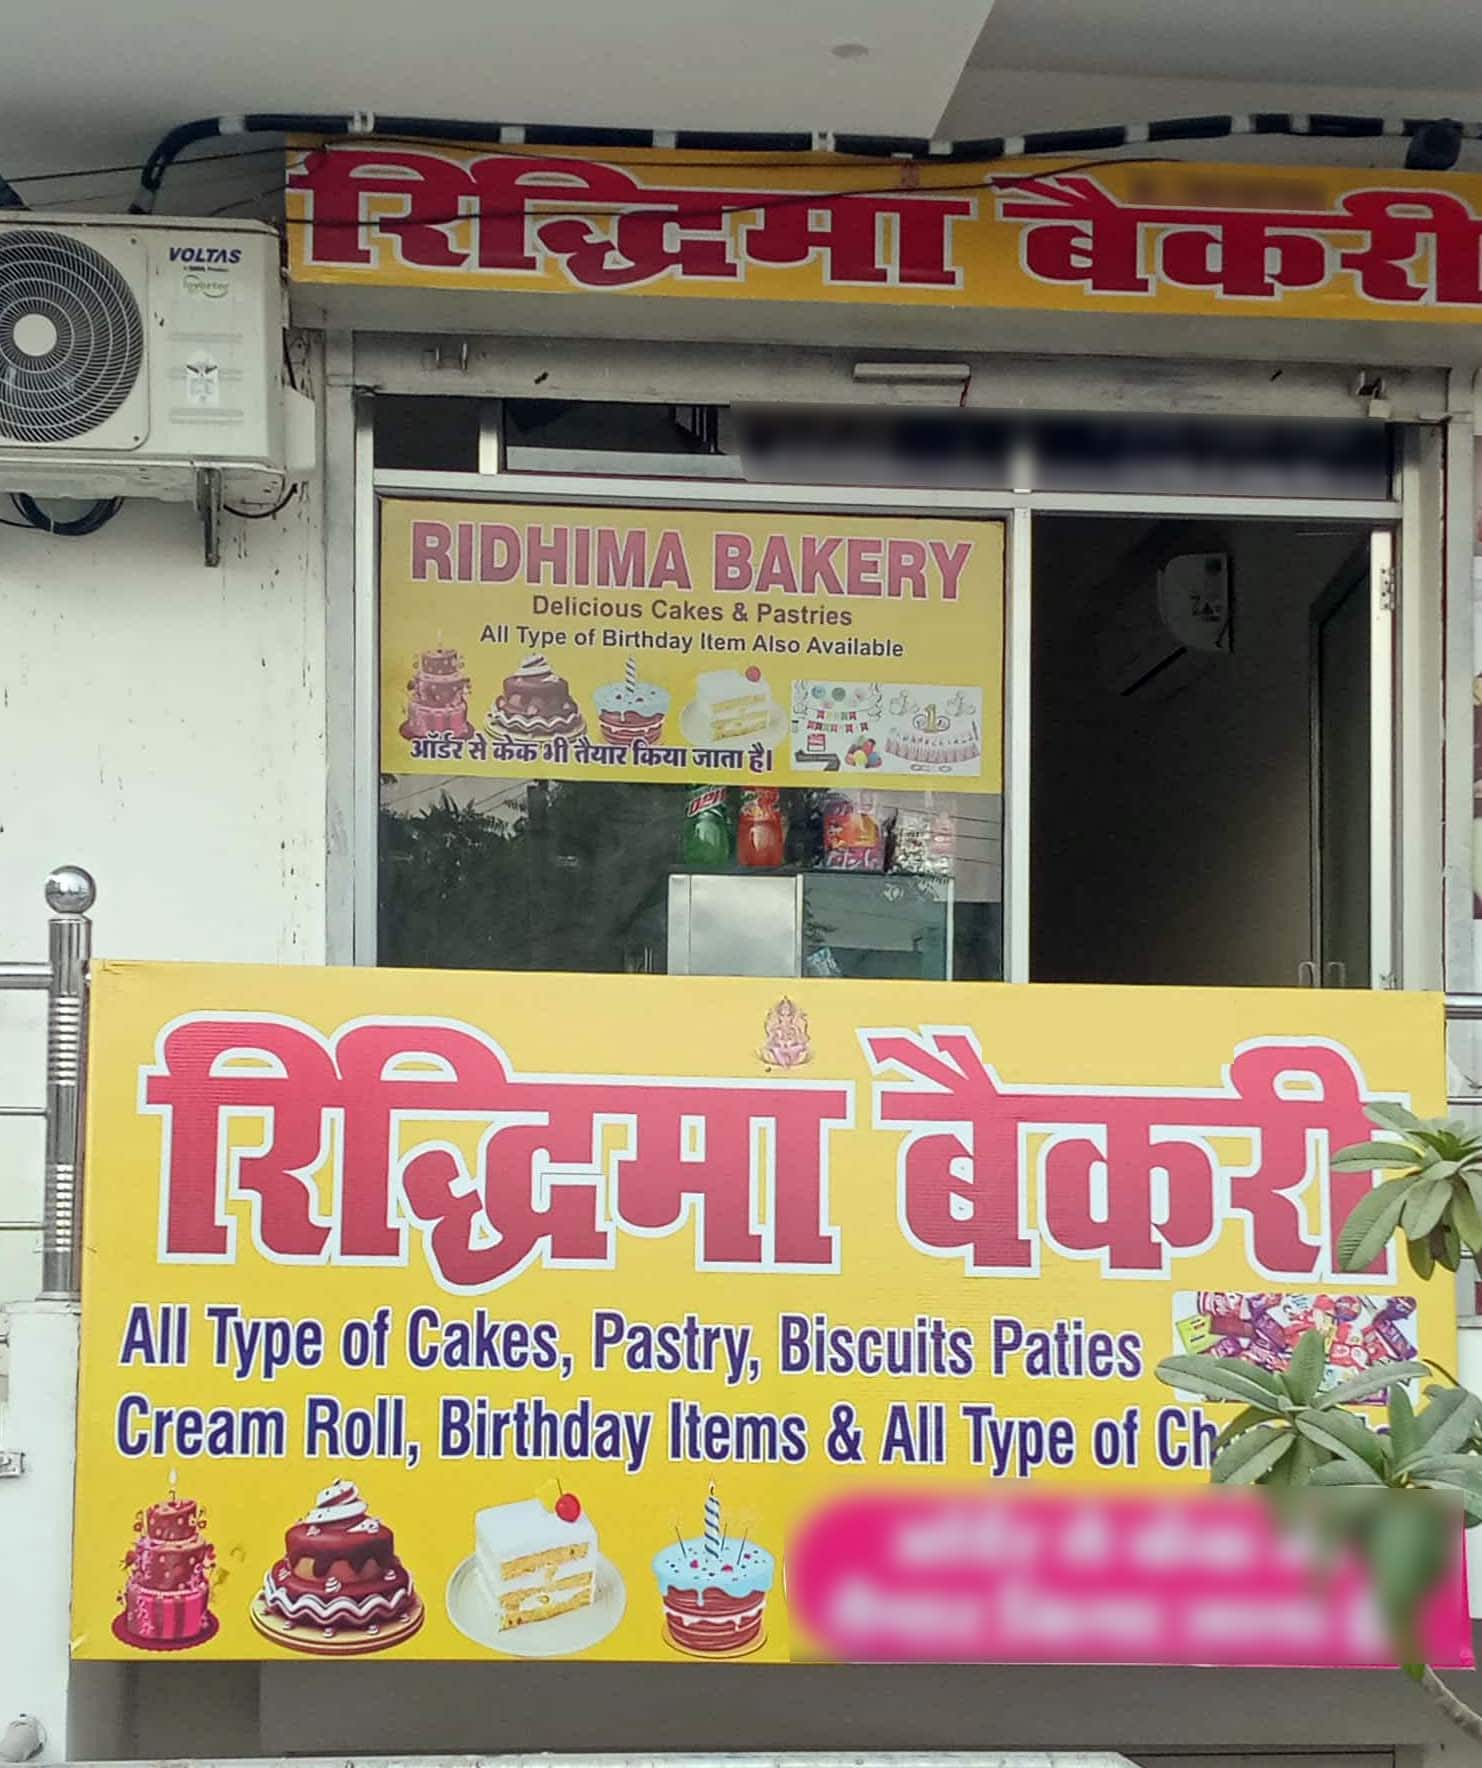 रिद्धिमा बैकरी
VOLTAS
Inverter
RIDHIMA BAKERY
Delicious Cakes & Pastries
All Type of Birthday Item Also Available
ऑर्डर से केक भी तैयार किया जाता है।
रिद्धिमा बैकरी
All Type of Cakes, Pastry, Biscuits Paties
Cream Roll, Birthday Items & All Type of